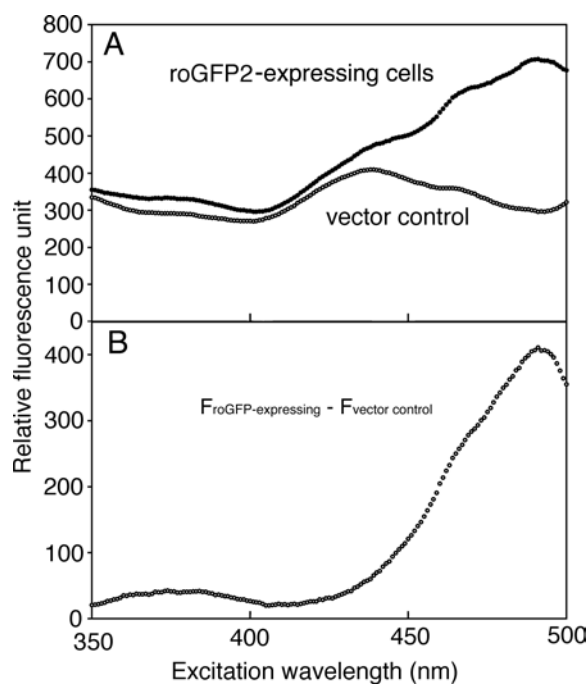 800
A
700
roGFP2-expressing cells
600
500
400
300
vector control
200
100
0
Relative fluorescence unit
B
400
FroGFP-expressing - Fvector control
300
200
100
0
350
400
450
500
Excitation wavelength (nm)